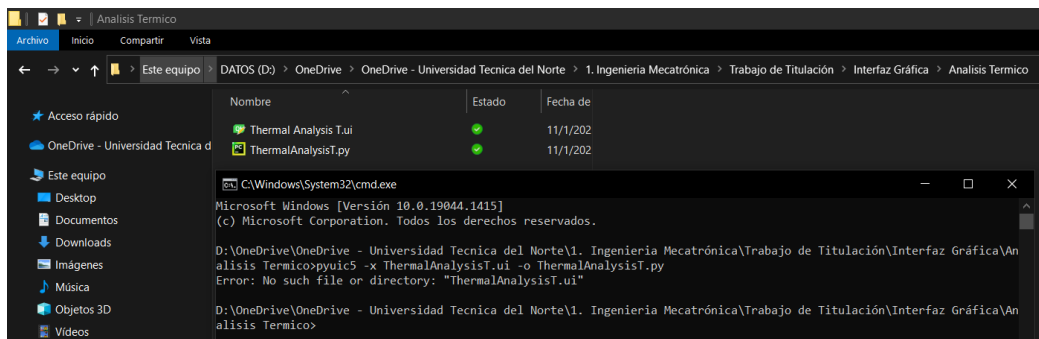 Analisis Termico
Archivo Inicio Compartir Vista
Este equipo > DATOS (D:) > OneDrive > OneDrive - Universidad Tecnica del Norte > 1. Ingenieria Mecatrónica > Trabajo de Titulación > Interfaz Gráfica > Analisis Termico
Nombre Estado Fecha de
Acceso rápido
Thermal Analysis T.ui 11/1/202
OneDrive - Universidad Tecnica d
ThermalAnalysisT.py 11/1/202
Este equipo
Desktop
Documentos
Downloads
Imágenes
Música
Objetos 3D
Vídeos
C:\Windows\System32\cmd.exe
Microsoft Windows [Versión 10.0.19044.1415]
(c) Microsoft Corporation. Todos los derechos reservados.
D:\OneDrive\OneDrive - Universidad Tecnica del Norte\1. Ingenieria Mecatrónica\Trabajo de Titulación\Interfaz Gráfica\An
alisis Termico>pyuic5 -x ThermalAnalysisT.ui -o ThermalAnalysisT.py
Error: No such file or directory: "ThermalAnalysisT.ui"
D:\OneDrive\OneDrive - Universidad Tecnica del Norte\1. Ingenieria Mecatrónica\Trabajo de Titulación\Interfaz Gráfica\An
alisis Termico>